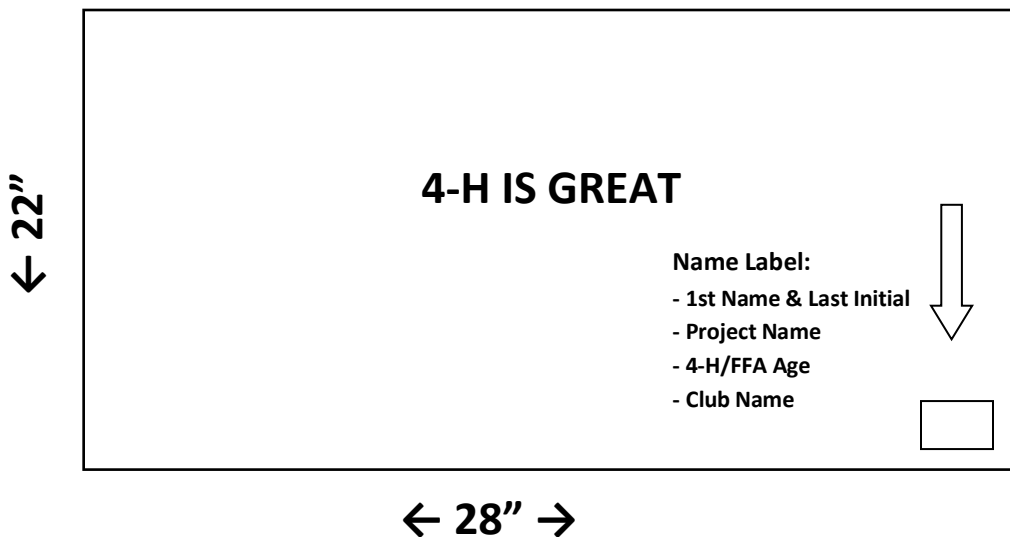 ← 22”
4-H IS GREAT
Name Label:
- 1st Name & Last Initial
- Project Name
- 4-H/FFA Age
- Club Name
← 28” →